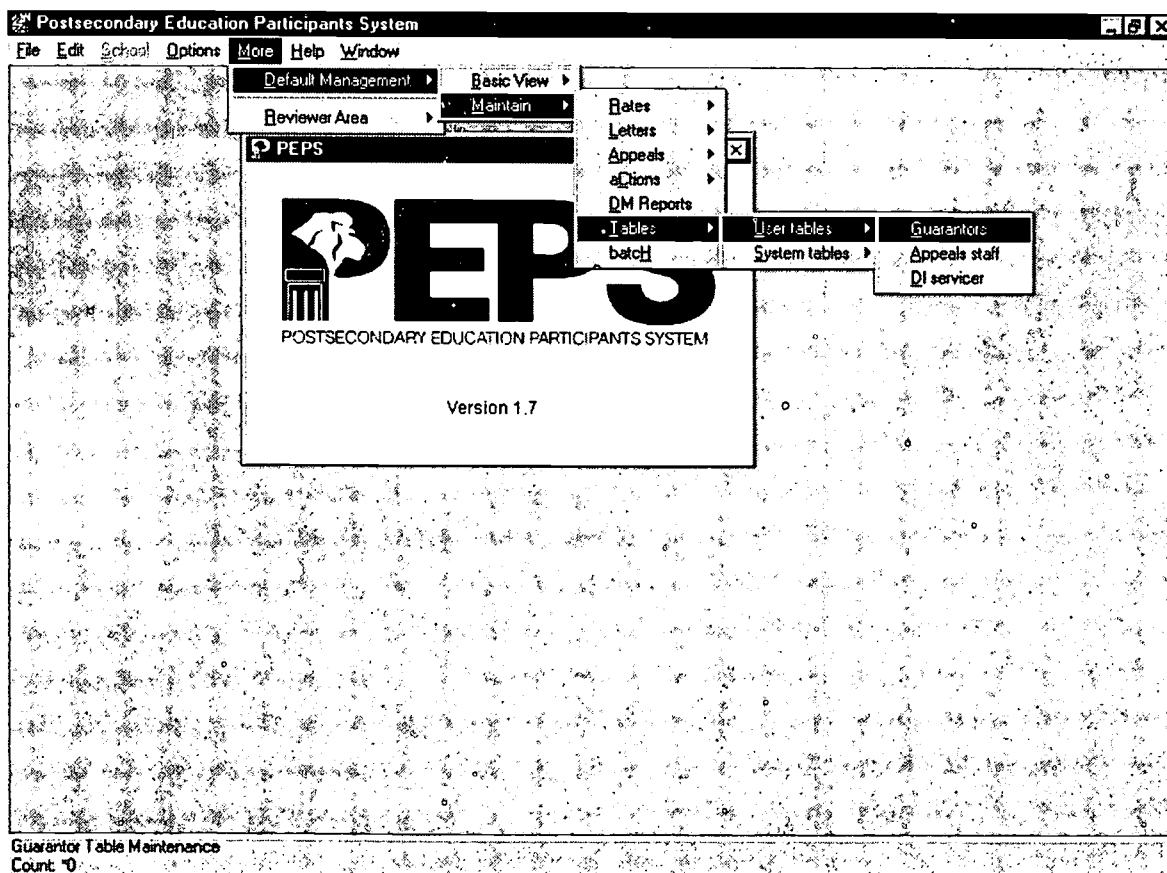 Postsecondary Education Participants System
File Edit School Options More Help Window
Default Management
Reviewer Area
Basic View
Maintain
Rates
Letters
Appeals
aCtions
DM Reports
Tables
batcH
User tables
System tables
Guarantors
Appeals staff
DI servicer
PEPS
PEPS
POSTSECONDARY EDUCATION PARTICIPANTS SYSTEM
Version 1.7
Guarantor Table Maintenance
Count: *0